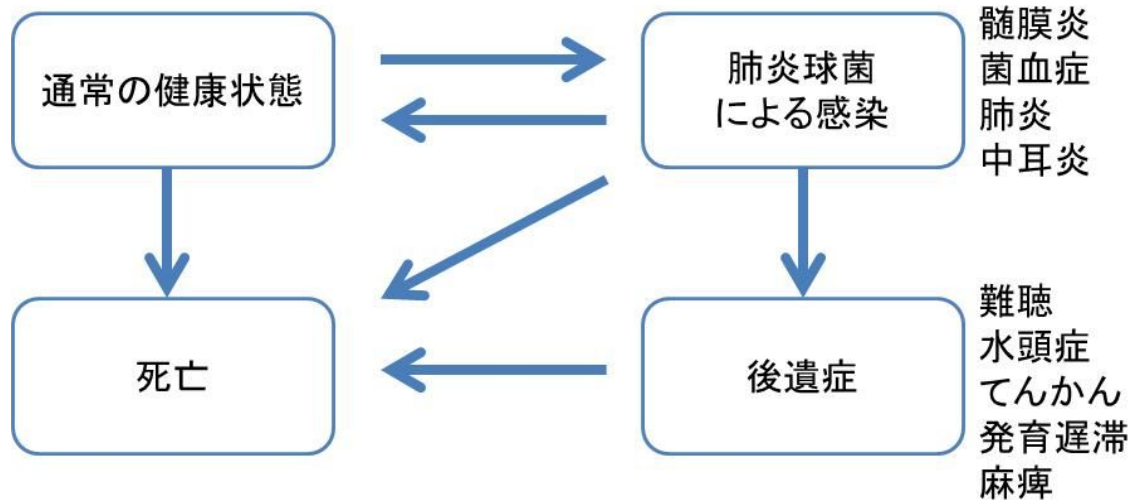 通常の健康状態
肺炎球菌
による感染
髄膜炎
菌血症
肺炎
中耳炎
死亡
後遺症
難聴
水頭症
てんかん
発育遅滞
麻痺